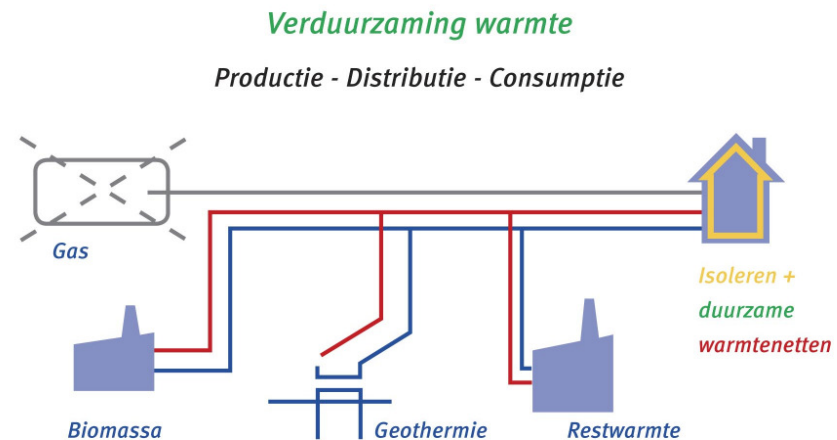 Verduurzaming warmte
Productie - Distributie - Consumptie
Gas
Isoleren +
duurzame
warmtenetten
Biomassa
Geothermie
Restwarmte